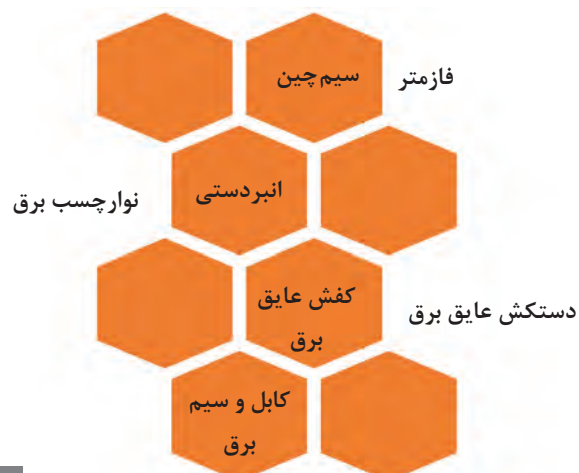 سیم‌چین
فازمتر
انبردستی
نوارچسب برق
کفش عایق
برق
دستکش عایق برق
کابل و سیم
برق